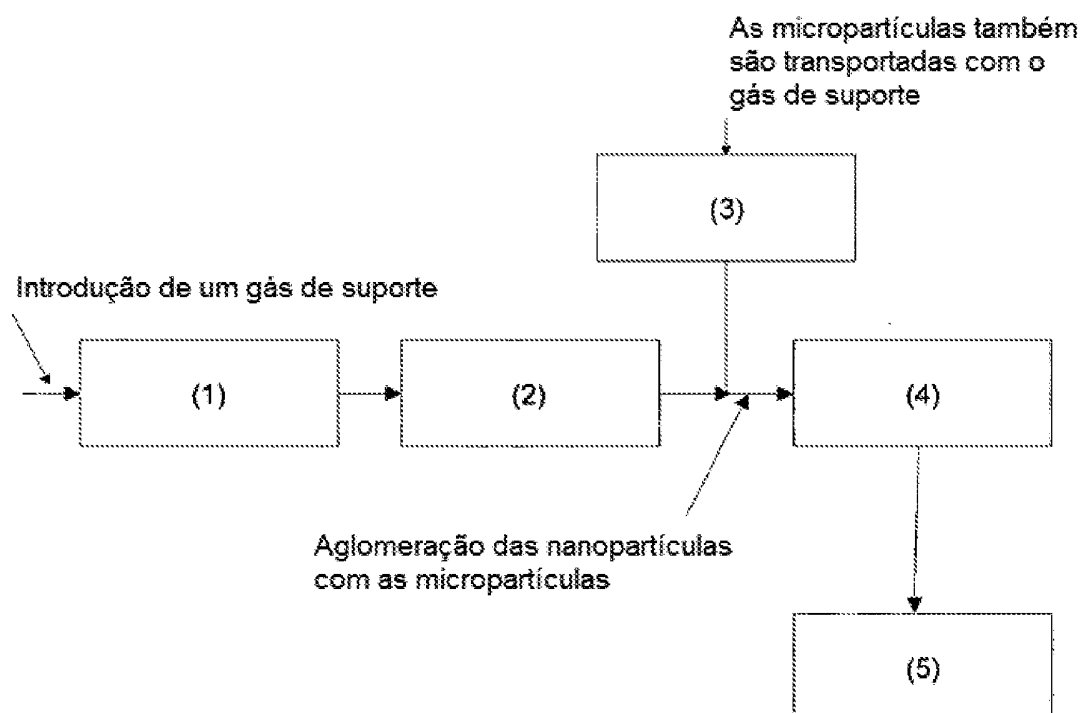 As micropartículas também
são transportadas com o
gás de suporte
(3)
Introdução de um gás de suporte
(1)
(2)
(4)
Aglomeração das nanopartículas
com as micropartículas
(5)